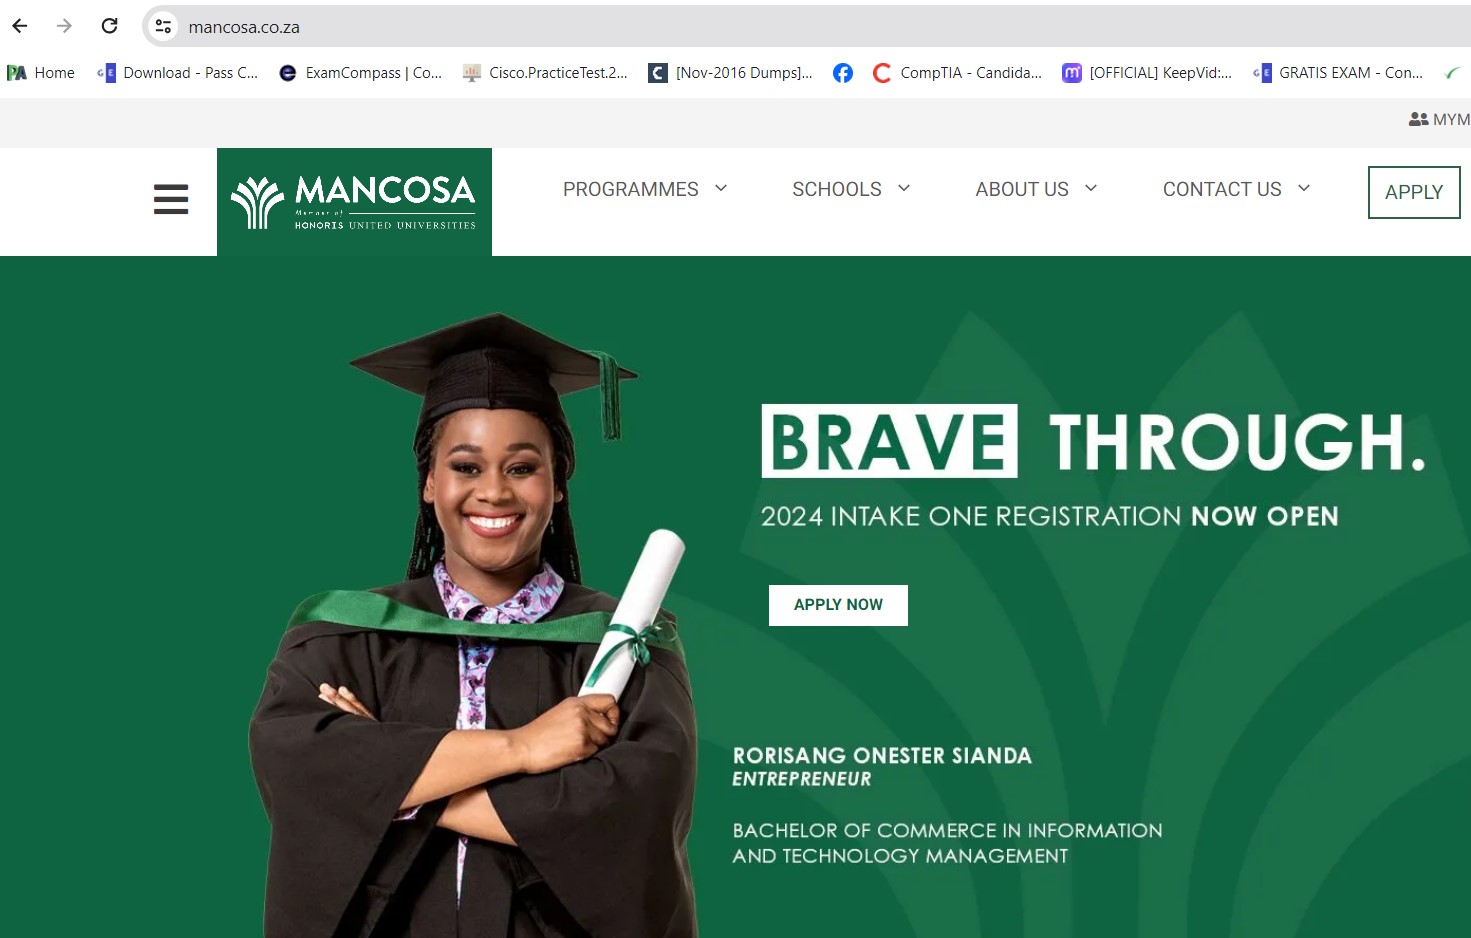 mancosa.co.za
Home
Download - Pass C...
ExamCompass | Co...
Cisco.PracticeTest.2...
[Nov-2016 Dumps]...
CompTIA - Candida...
[OFFICIAL] KeepVid:...
GRATIS EXAM - Con...
MYM
MANCOSA
Member of
HONORIS UNITED UNIVERSITIES
PROGRAMMES
SCHOOLS
ABOUT US
CONTACT US
APPLY
BRAVE THROUGH.
2024 INTAKE ONE REGISTRATION NOW OPEN
APPLY NOW
RORISANG ONESTER SIANDA
ENTREPRENEUR
BACHELOR OF COMMERCE IN INFORMATION
AND TECHNOLOGY MANAGEMENT